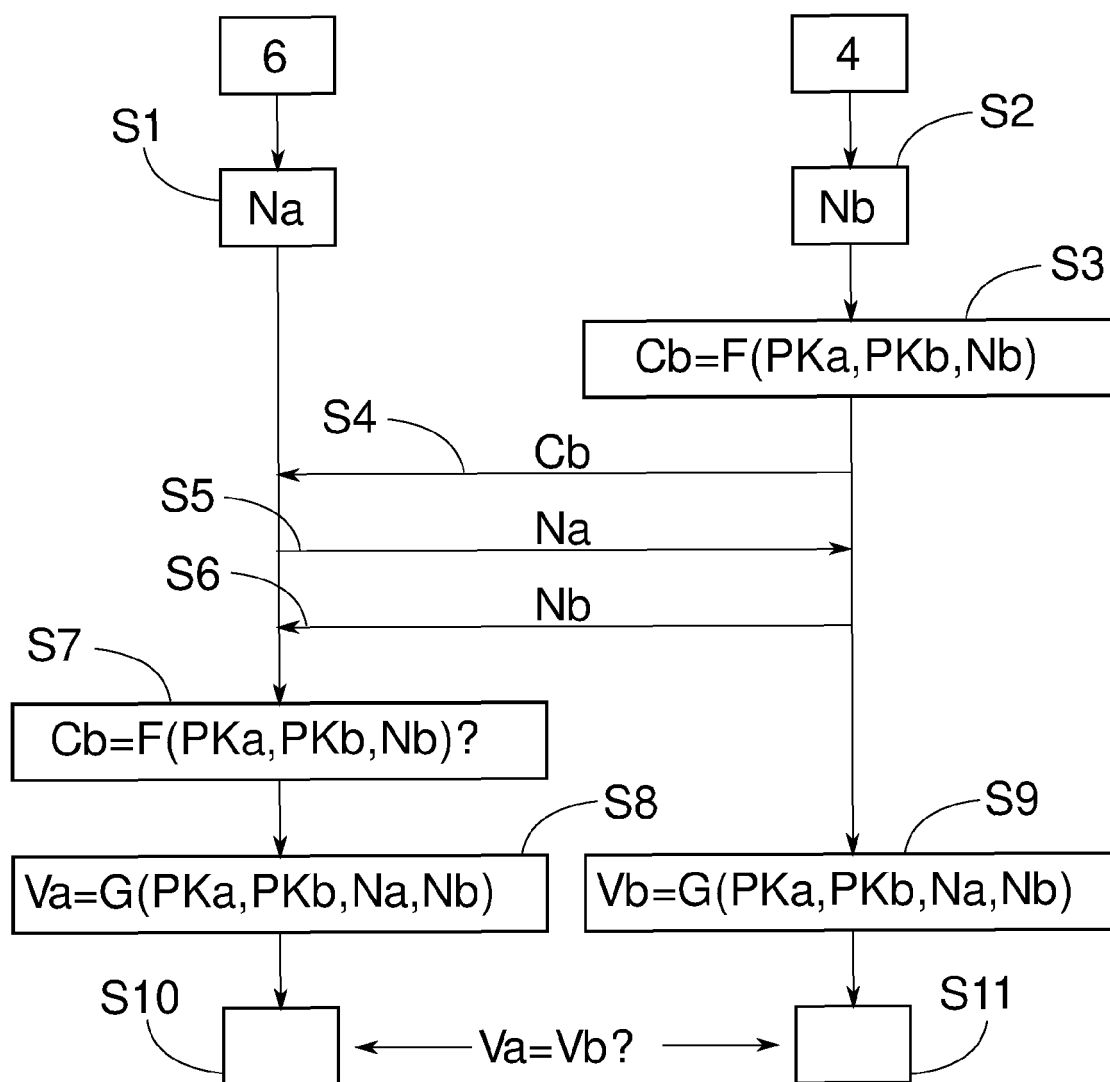 6
4
S1
S2
Na
Nb
S3
Cb=F(PKa,PKb,Nb)
S4
Cb
S5
Na
S6
Nb
S7
Cb=F(PKa,PKb,Nb)?
S8
S9
Va=G(PKa,PKb,Na,Nb)
Vb=G(PKa,PKb,Na,Nb)
S10
S11
Va=Vb?